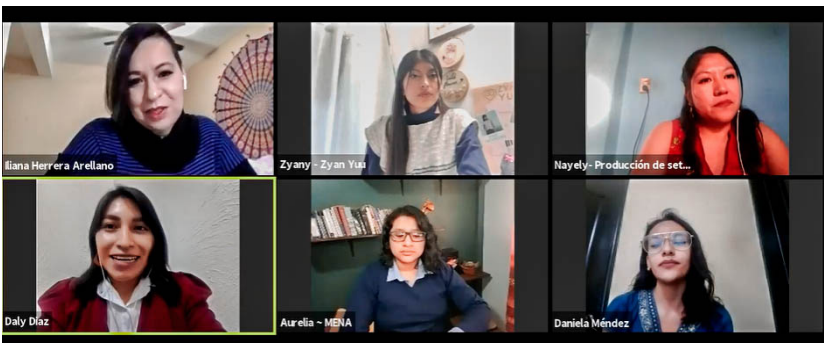 Iliana Herrera Arellano
Zyany - Zyan Yuu
Nayely- Producción de set...
Daly Díaz
Aurelia ~ MENA
Daniela Méndez